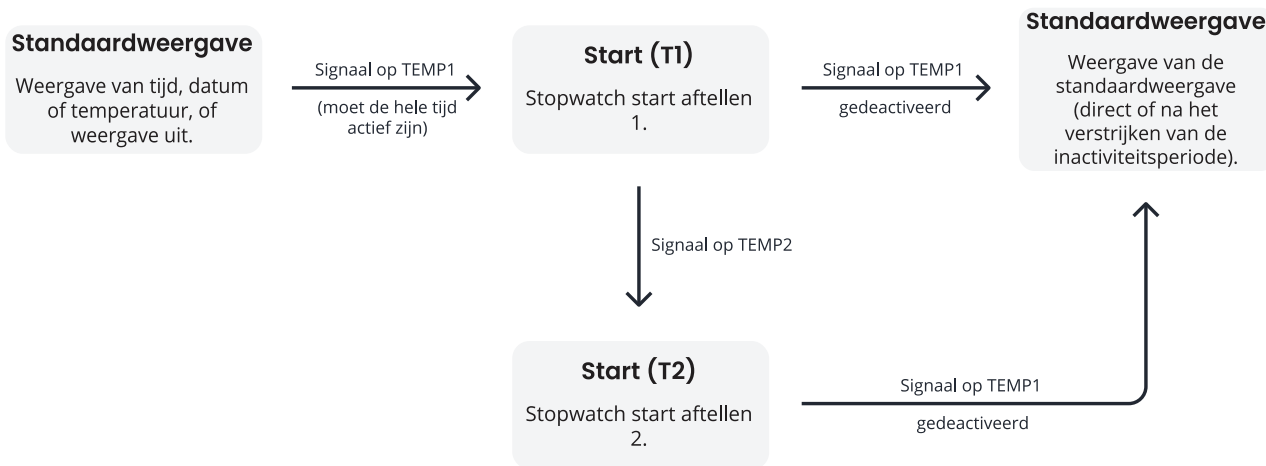 Standaardweergave
Weergave van tijd, datum
of temperatuur, of
weergave uit.
Signaal op TEMP1
(moet de hele tijd
actief zijn)
Start (T1)
Stopwatch start aftellen
1.
Signaal op TEMP1
gedeactiveerd
Standaardweergave
Weergave van de
standaardweergave
(direct of na het
verstrijken van de
inactiviteitsperiode).
Signaal op TEMP2
Start (T2)
Stopwatch start aftellen
2.
Signaal op TEMP1
gedeactiveerd